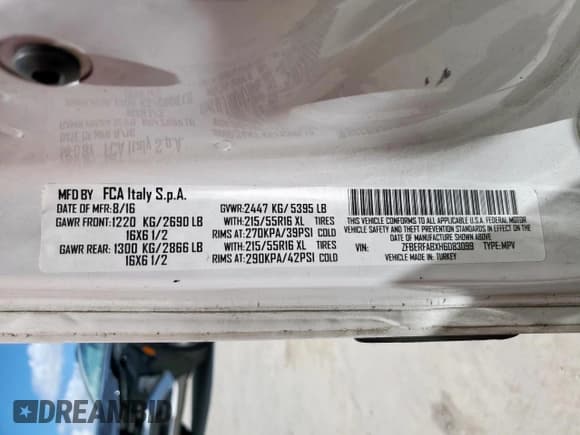 MFD BY FCA Italy S.p.A.
DATE OF MFR: 8/16 GVWR: 2447 KG/5395 LB
GAWR FRONT: 1220 KG/2690 LB WITH: 215/55R16 XL TIRES
16X6 1/2 RIMS AT: 270KPA/39PSI COLD
GAWR REAR: 1300 KG/2866 LB WITH: 215/55R16 XL TIRES
16X6 1/2 RIMS AT: 290KPA/42PSI COLD
THIS VEHICLE CONFORMS TO ALL APPLICABLE U.S.A. FEDERAL MOTOR
VEHICLE SAFETY AND THEFT PREVENTION STANDARDS IN EFFECT ON THE
DATE OF MANUFACTURE SHOWN ABOVE.
VIN: ZFBERFABXH6D83099 TYPE: MPV
VEHICLE MADE IN: TURKEY
DREAMBID